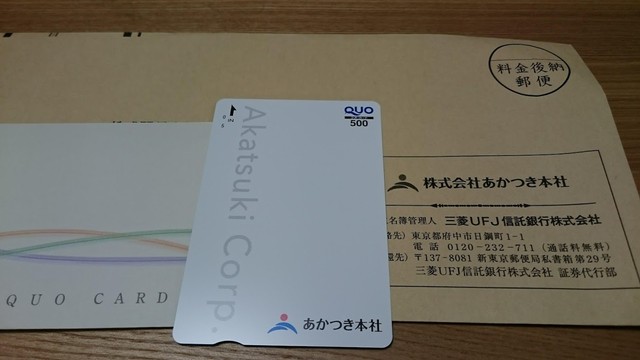 料金後納
郵便
QUO
500
Akatsuki Corp.
あかつき本社
QUO CARD
株式会社あかつき本社
名簿管理人 三菱UFJ信託銀行株式会社
東京都府中市日鋼町1-1
電話 0120-232-711(通話料無料)
〒137-8081 新東京郵便局私書箱第29号
三菱UFJ信託銀行株式会社 証券代行部